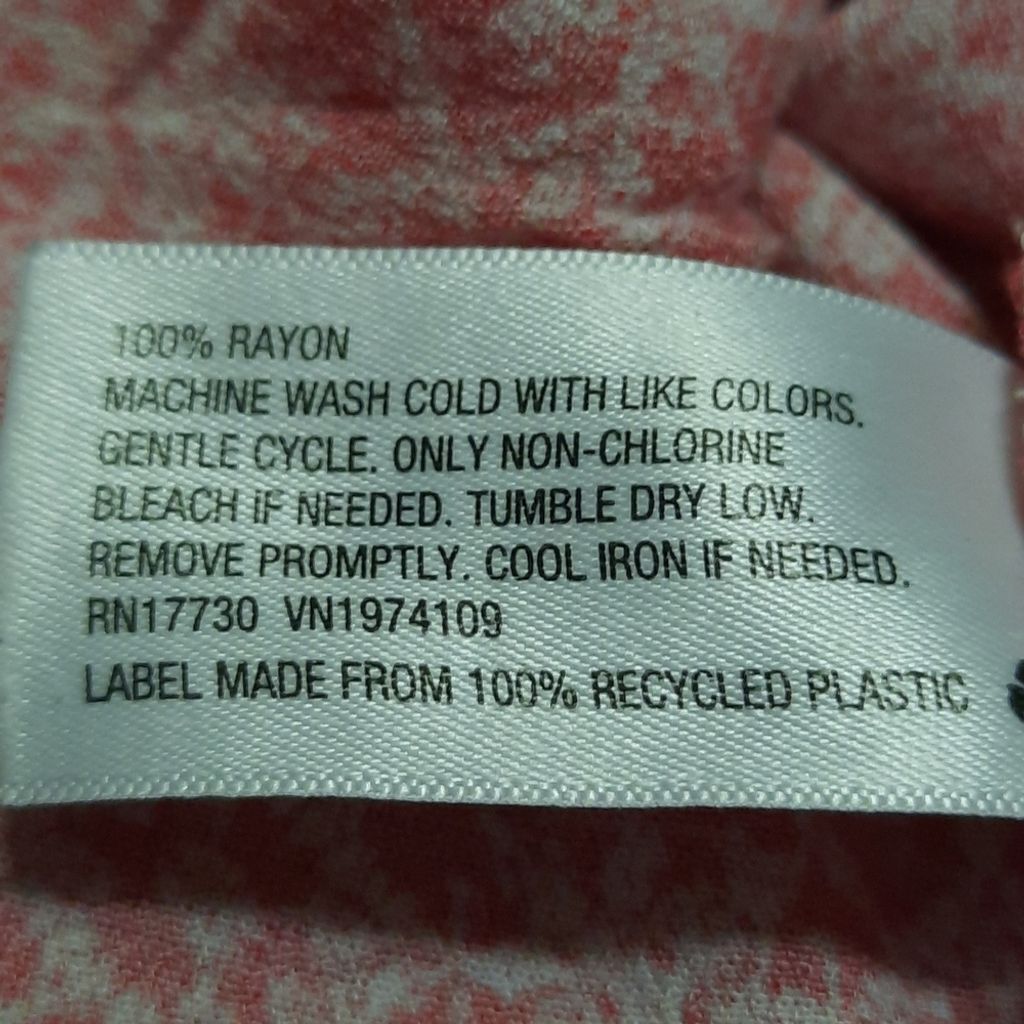 100% RAYON
MACHINE WASH COLD WITH LIKE COLORS.
GENTLE CYCLE. ONLY NON-CHLORINE
BLEACH IF NEEDED. TUMBLE DRY LOW.
REMOVE PROMPTLY. COOL IRON IF NEEDED.
RN17730 VN1974109
LABEL MADE FROM 100% RECYCLED PLASTIC